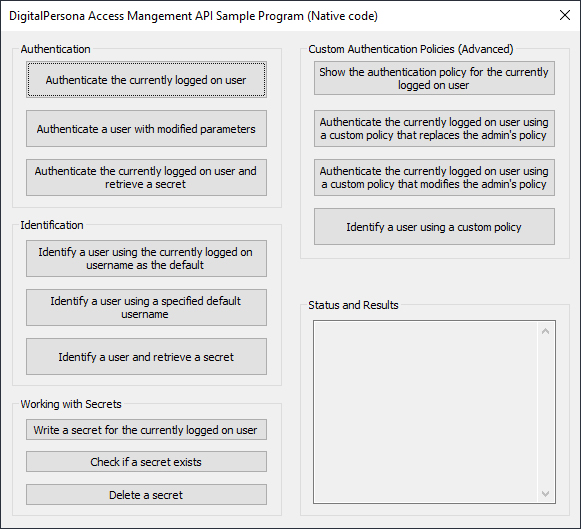 DigitalPersona Access Mangement API Sample Program (Native code)
Authentication
Authenticate the currently logged on user
Authenticate a user with modified parameters
Authenticate the currently logged on user and
retrieve a secret
Identification
Identify a user using the currently logged on
username as the default
Identify a user using a specified default
username
Identify a user and retrieve a secret
Working with Secrets
Write a secret for the currently logged on user
Check if a secret exists
Delete a secret
Custom Authentication Policies (Advanced)
Show the authentication policy for the currently
logged on user
Authenticate the currently logged on user using
a custom policy that replaces the admin's policy
Authenticate the currently logged on user using
a custom policy that modifies the admin's policy
Identify a user using a custom policy
Status and Results